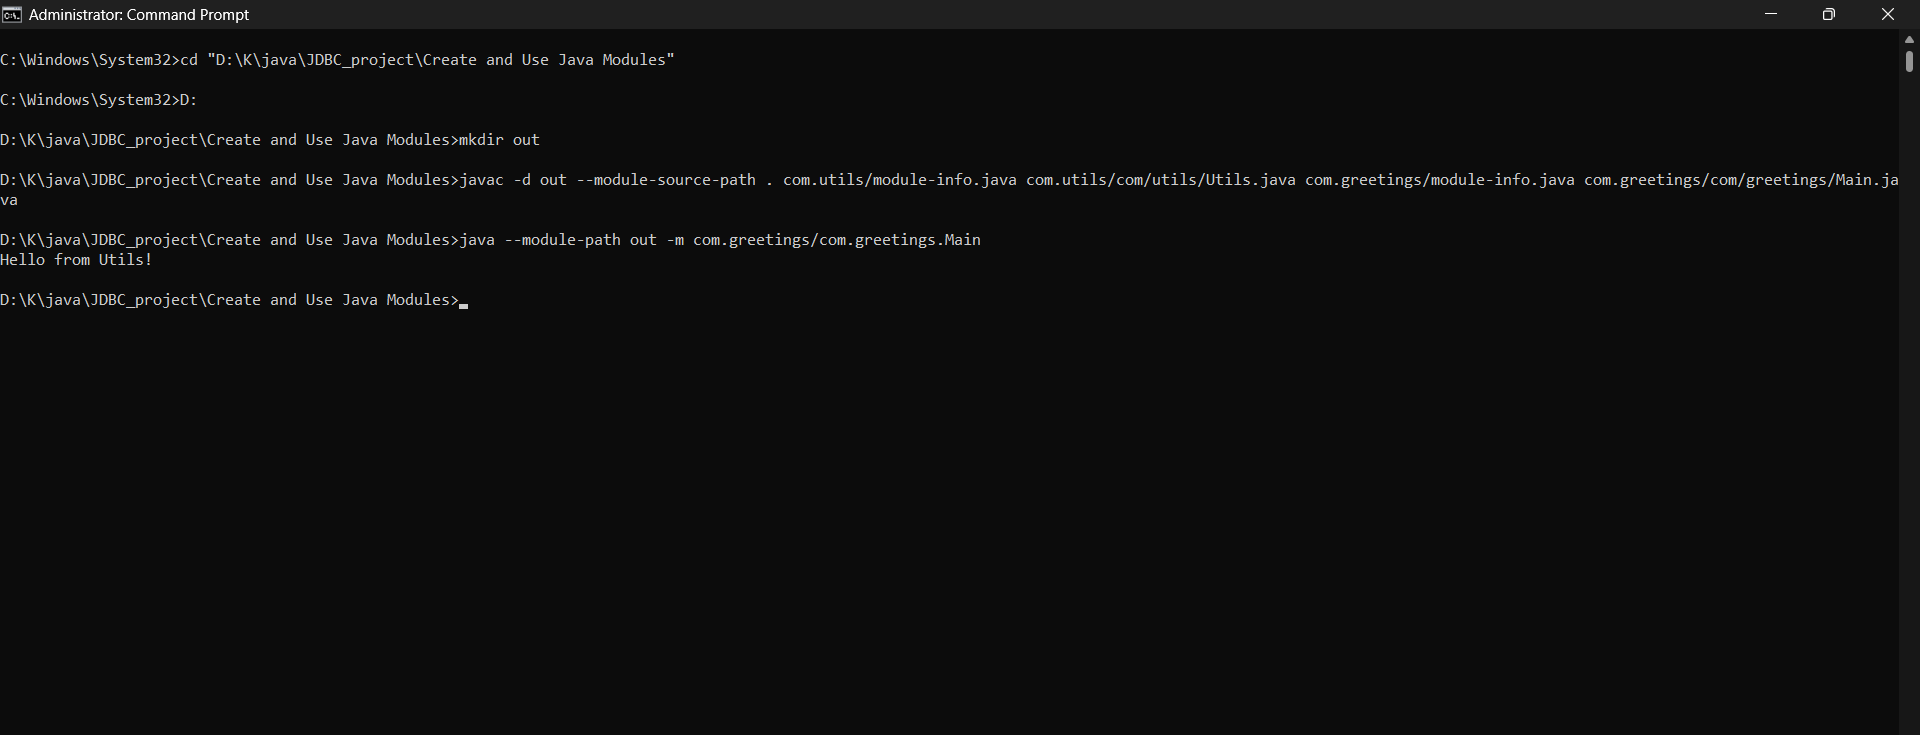 Administrator: Command Prompt
C:\Windows\System32>cd "D:\K\java\JDBC_project\Create and Use Java Modules"
C:\Windows\System32>D:
D:\K\java\JDBC_project\Create and Use Java Modules>mkdir out
D:\K\java\JDBC_project\Create and Use Java Modules>javac -d out --module-source-path . com.utils/module-info.java com.utils/com/utils/Utils.java com.greetings/module-info.java com.greetings/com/greetings/Main.ja
va
D:\K\java\JDBC_project\Create and Use Java Modules>java --module-path out -m com.greetings/com.greetings.Main
Hello from Utils!
D:\K\java\JDBC_project\Create and Use Java Modules>